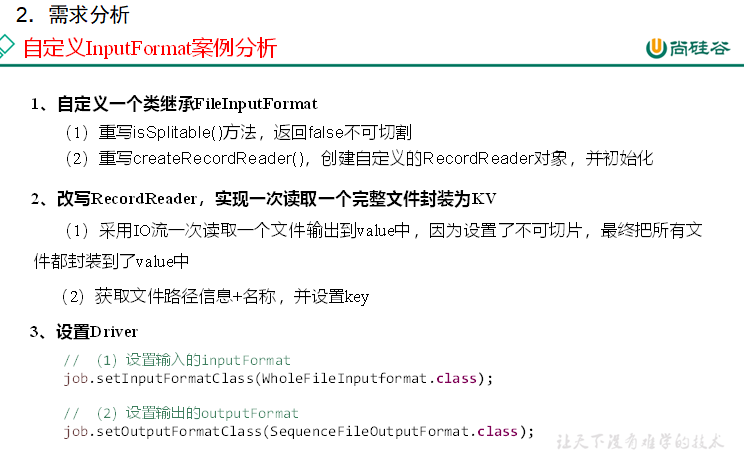 2. 需求分析
自定义InputFormat案例分析
尚硅谷
1、自定义一个类继承FileInputFormat
（1）重写isSplitable()方法，返回false不可切割
（2）重写createRecordReader()，创建自定义的RecordReader对象，并初始化
2、改写RecordReader，实现一次读取一个完整文件封装为KV
（1）采用IO流一次读取一个文件输出到value中，因为设置了不可切片，最终把所有文
件都封装到了value中
（2）获取文件路径信息+名称，并设置key
3、设置Driver
// （1）设置输入的inputFormat
job.setInputFormatClass(WholeFileInputformat.class);
// （2）设置输出的outputFormat
job.setOutputFormatClass(SequenceFileOutputFormat.class);
让天下没有难学的技术